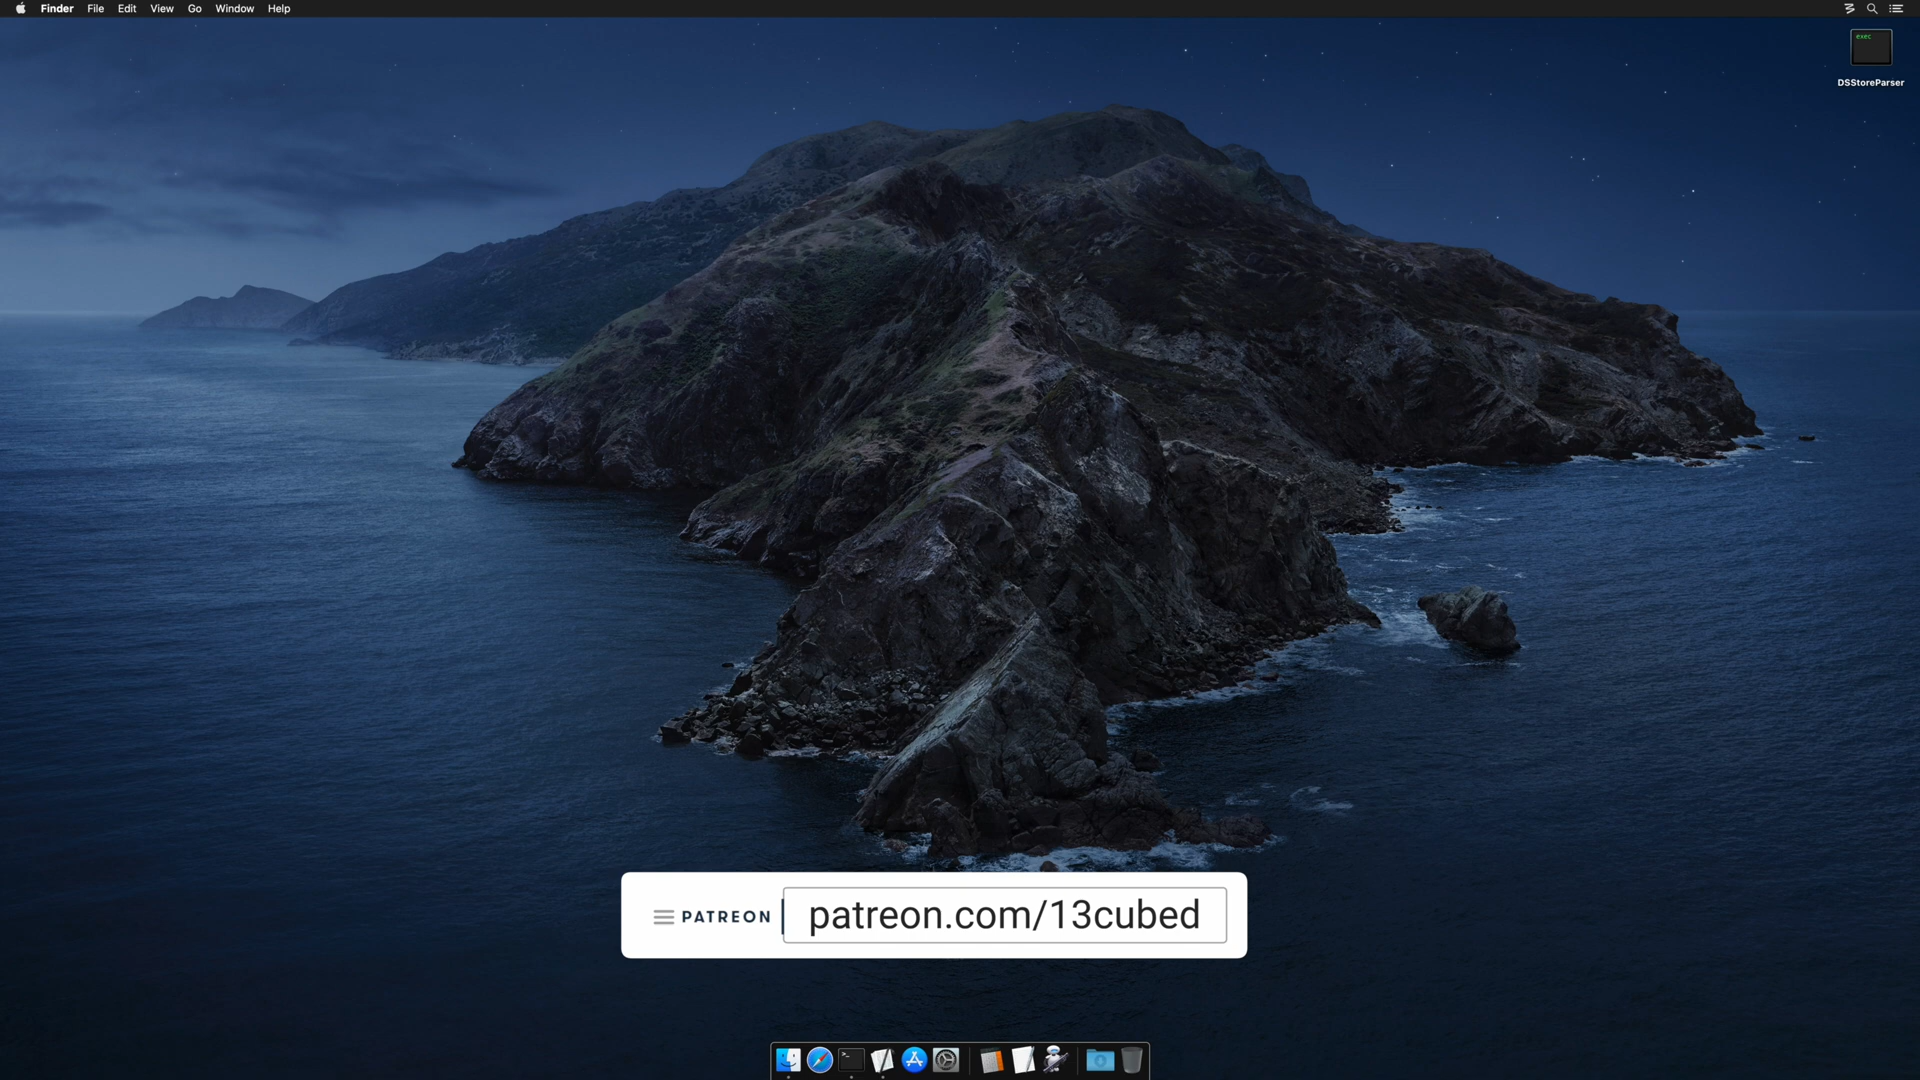 Finder File Edit View Go Window Help
exec
DSStoreParser
PATREON patreon.com/13cubed
>_